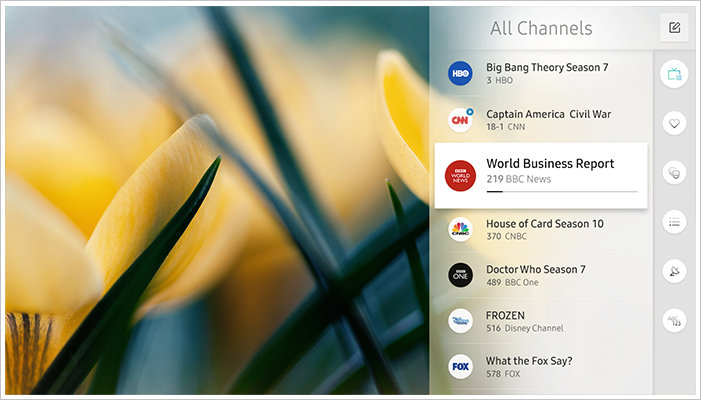 All Channels
HBO
Big Bang Theory Season 7
3 HBO
CNN
Captain America Civil War
18-1 CNN
BBC
WORLD
NEWS
World Business Report
219 BBC News
CNBC
House of Card Season 10
370 CNBC
BBC
ONE
Doctor Who Season 7
489 BBC One
FROZEN
516 Disney Channel
FOX
What the Fox Say?
578 FOX
ABC
123